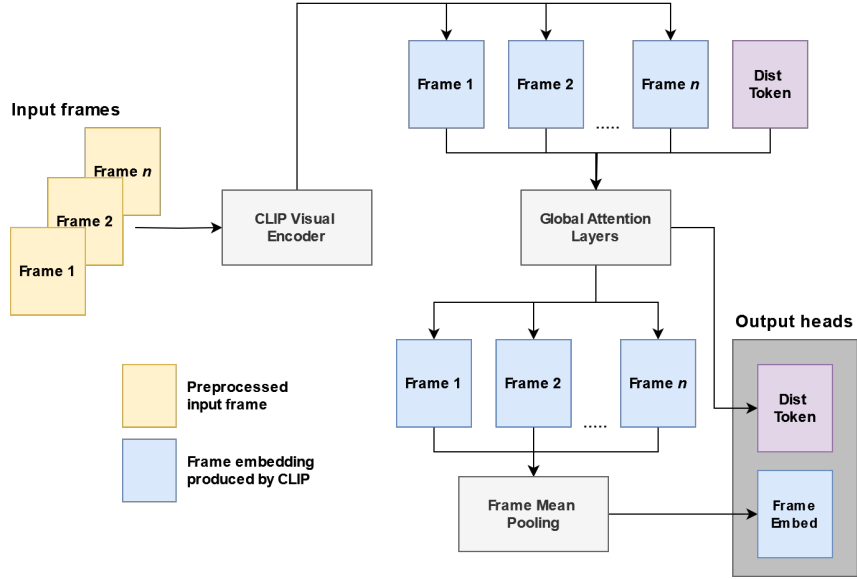 Frame 1
Frame 2
Frame n
Dist
Token
.....
Input frames
Frame n
Frame 2
Frame 1
CLIP Visual
Encoder
Global Attention
Layers
Output heads
Frame 1
Frame 2
Frame n
.....
Dist
Token
Preprocessed
input frame
Frame embedding
produced by CLIP
Frame Mean
Pooling
Frame
Embed